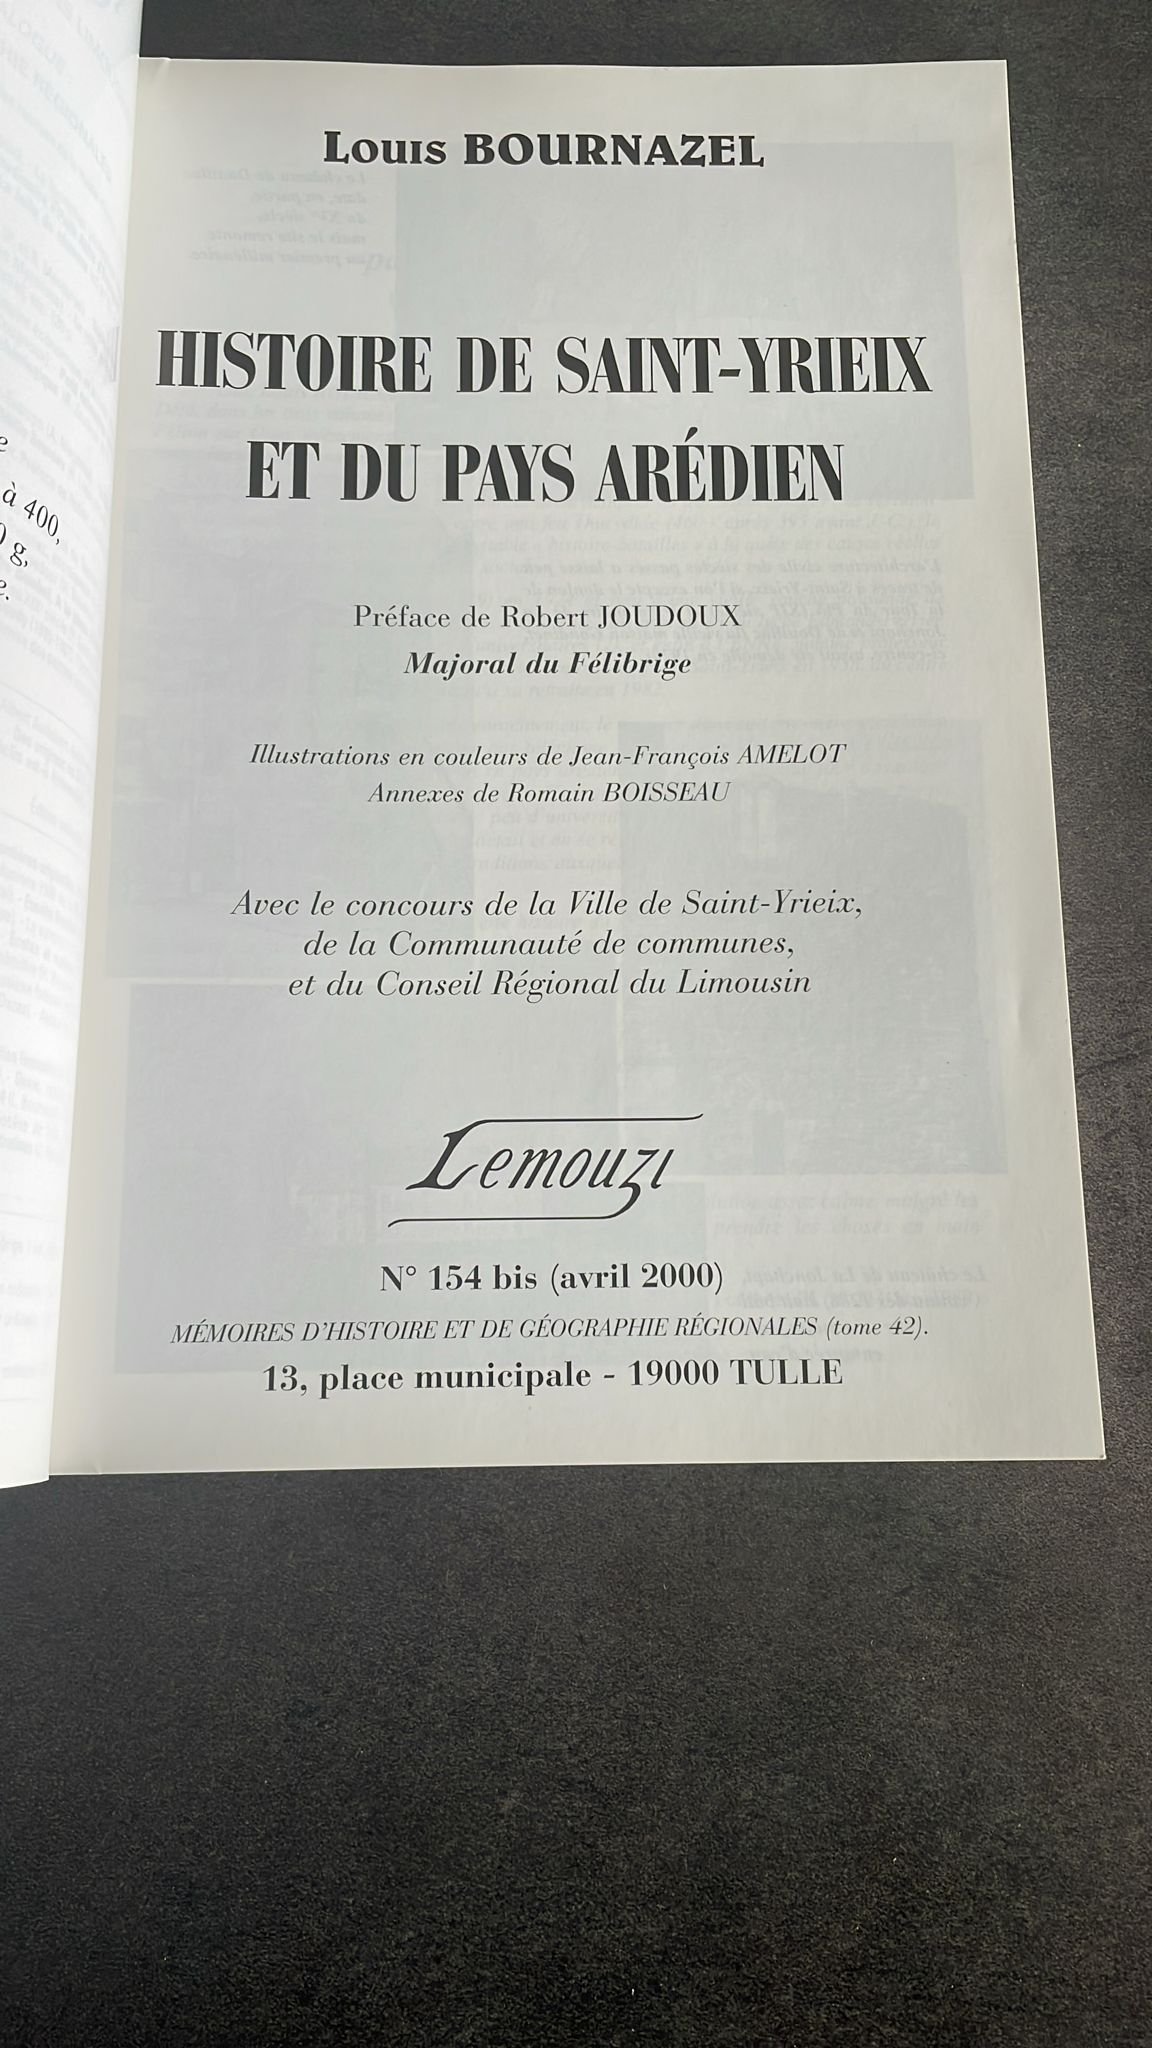 e
à 400,
0 g,
e.
Louis BOURNAZEL
HISTOIRE DE SAINT-YRIEIX
ET DU PAYS ARÉDIEN
Préface de Robert JOUDOUX
Majoral du Félibrige
Illustrations en couleurs de Jean-François AMELOT
Annexes de Romain BOISSEAU
Avec le concours de la Ville de Saint-Yrieix,
de la Communauté de communes,
et du Conseil Régional du Limousin
Lemouzi
N° 154 bis (avril 2000)
MÉMOIRES D'HISTOIRE ET DE GÉOGRAPHIE RÉGIONALES (tome 42).
13, place municipale - 19000 TULLE